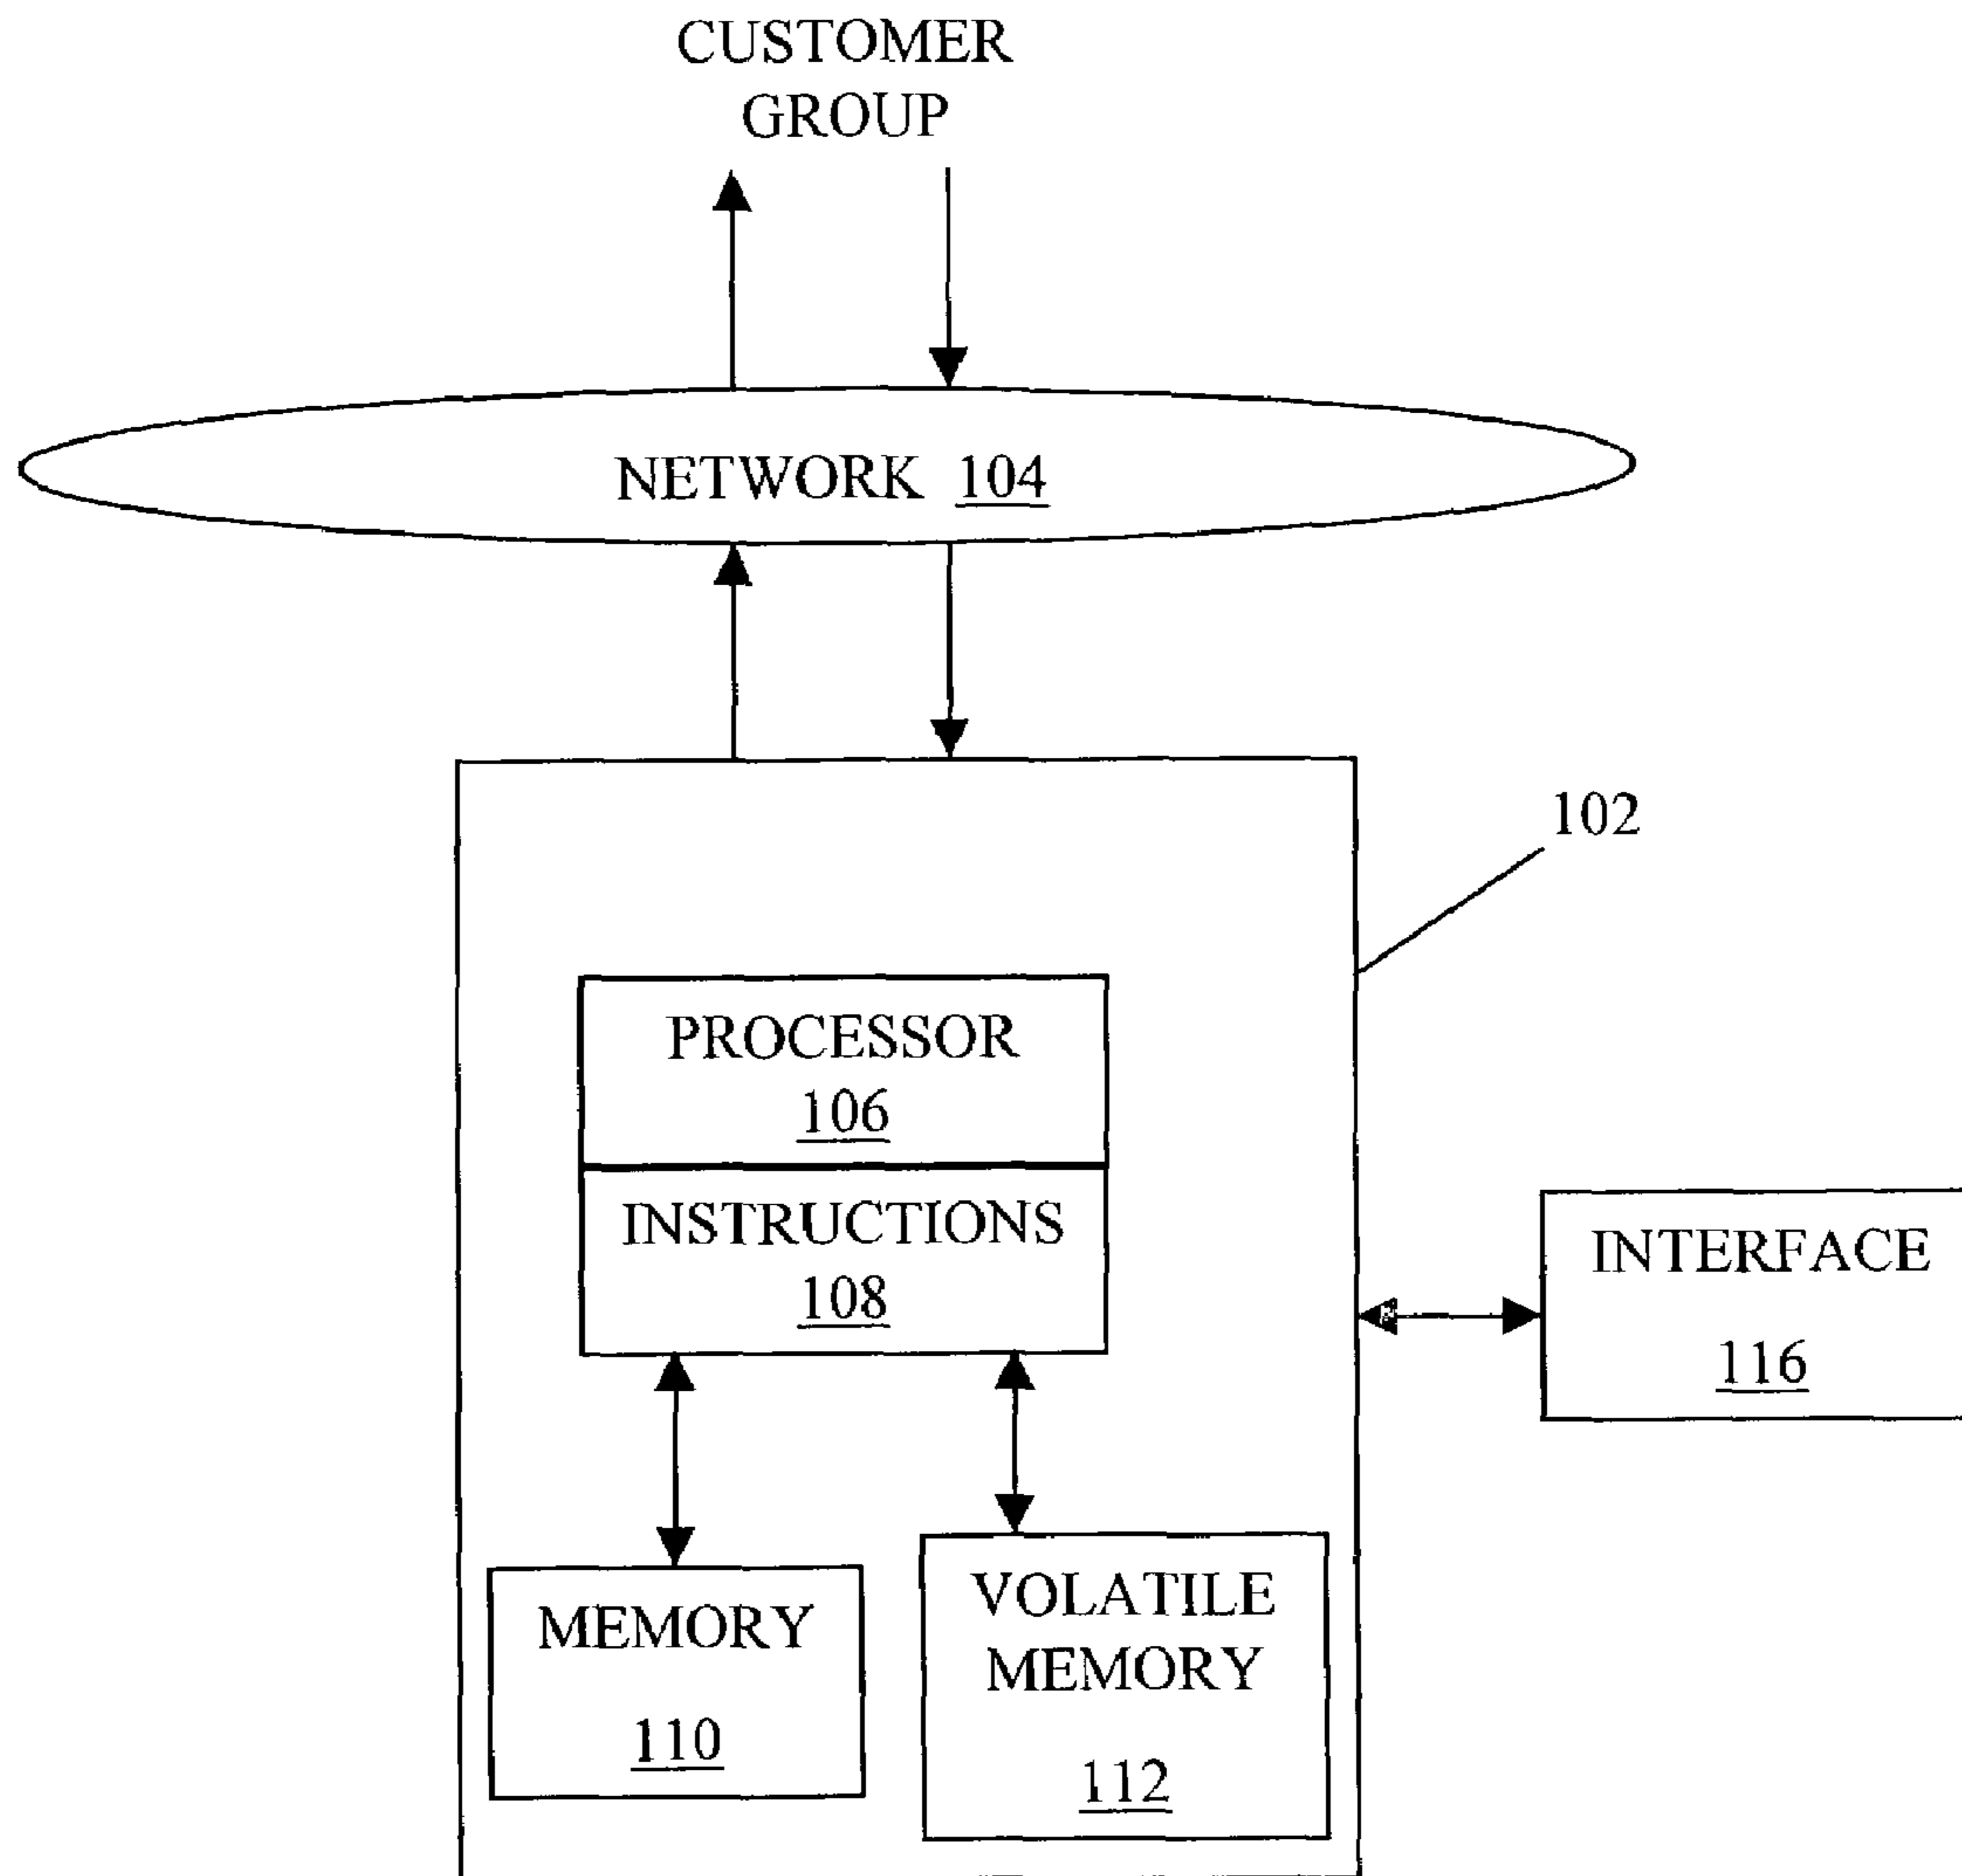 CUSTOMER
GROUP
NETWORK 104
102
PROCESSOR
106
INSTRUCTIONS
108
INTERFACE
116
MEMORY
110
VOLATILE
MEMORY
112